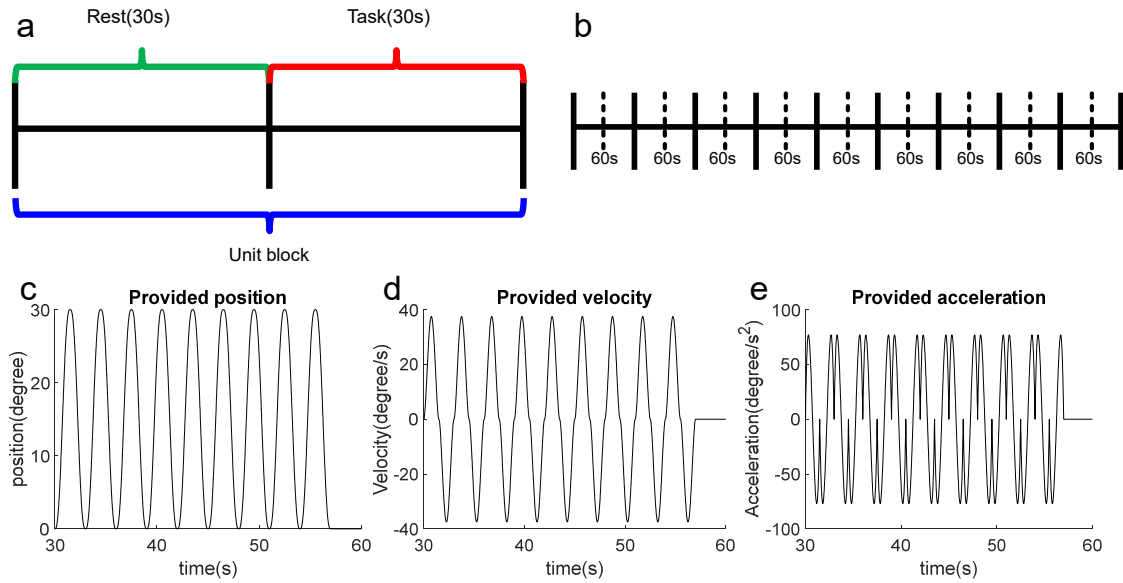 a
Rest(30s)
Task(30s)
Unit block
b
60s 60s 60s 60s 60s 60s 60s 60s 60s
c
Provided position
position(degree)
30
20
10
0
30 40 50 60
time(s)
d
Provided velocity
Velocity(degree/s)
40
20
0
-20
-40
30 40 50 60
time(s)
e
Provided acceleration
Acceleration(degree/s²)
100
50
0
-50
-100
30 40 50 60
time(s)